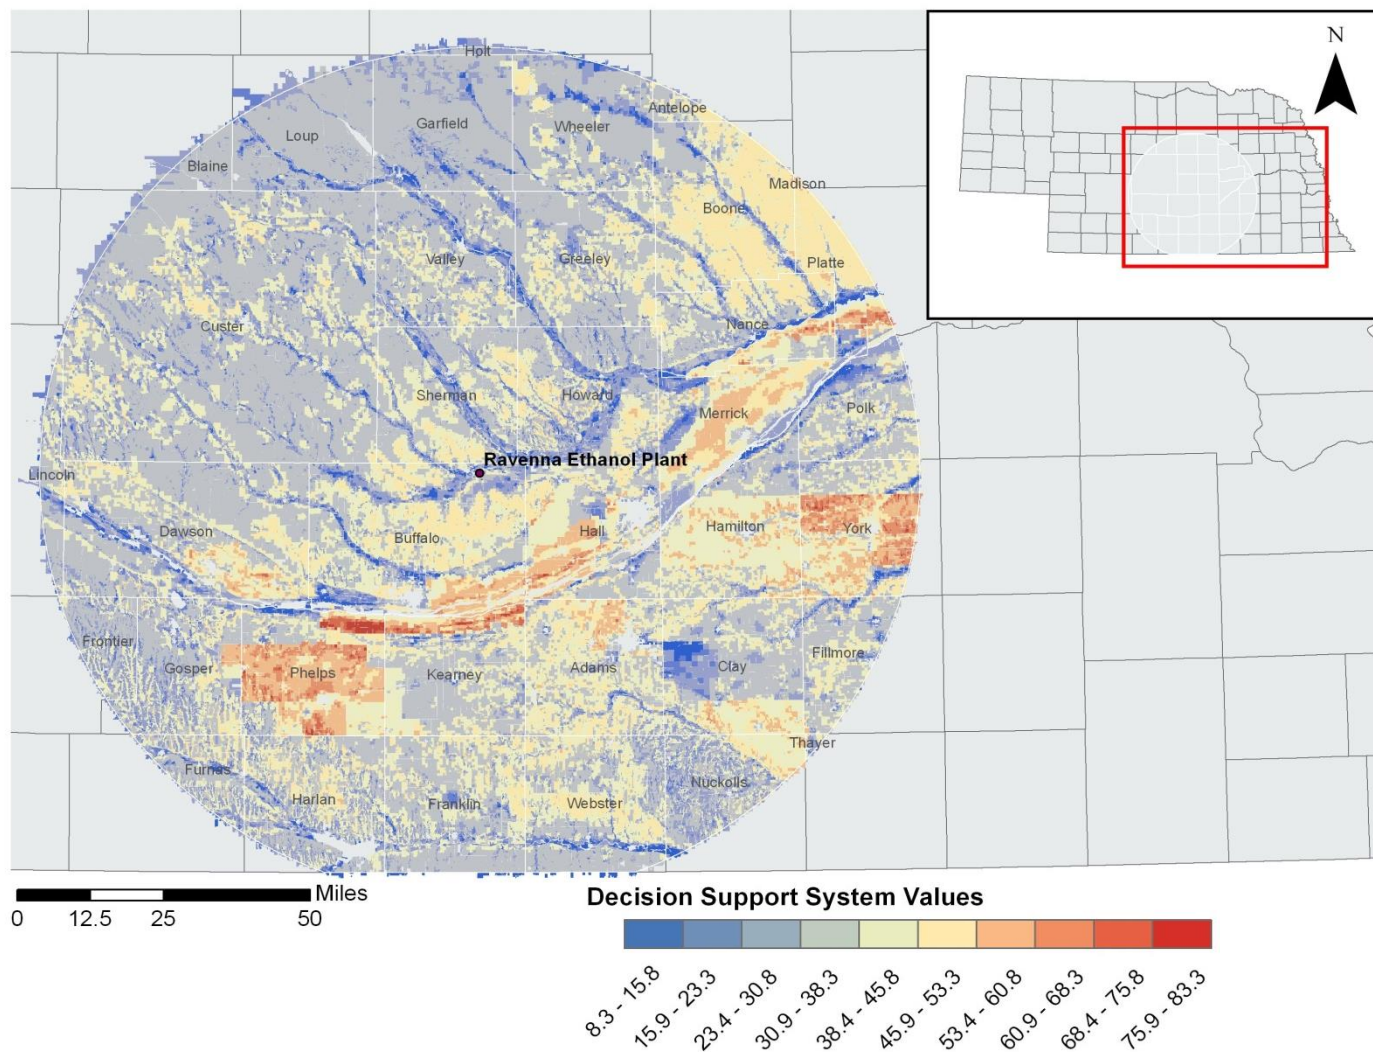 Holt
N
Antelope
Loup
Garfield
Wheeler
Blaine
Madison
Boone
Valley
Greeley
Platte
Custer
Nance
Sherman
Howard
Merrick
Polk
Ravenna Ethanol Plant
Lincoln
Dawson
Buffalo
Hall
Hamilton
York
Frontier
Gosper
Phelps
Kearney
Adams
Clay
Fillmore
Thayer
Furnas
Harlan
Franklin
Webster
Nuckolls
Miles
0 12.5 25 50
Decision Support System Values
8.3 - 15.8
15.9 - 23.3
23.4 - 30.8
30.9 - 38.3
38.4 - 45.8
45.9 - 53.3
53.4 - 60.8
60.9 - 68.3
68.4 - 75.8
75.9 - 83.3